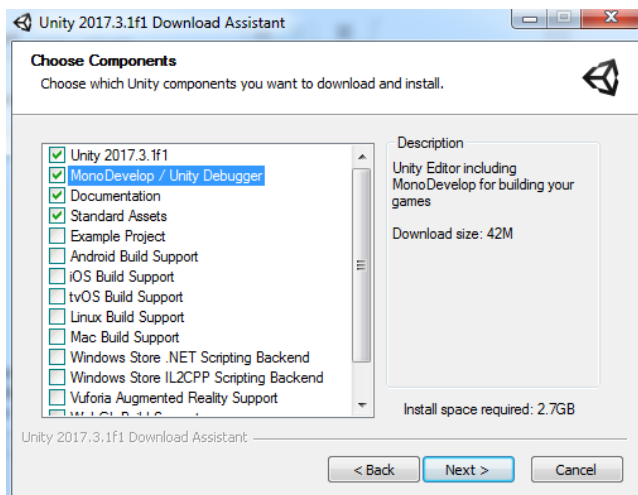 Unity 2017.3.1f1 Download Assistant
Choose Components
Choose which Unity components you want to download and install.
Unity 2017.3.1f1
MonoDevelop / Unity Debugger
Documentation
Standard Assets
Example Project
Android Build Support
iOS Build Support
tvOS Build Support
Linux Build Support
Mac Build Support
Windows Store .NET Scripting Backend
Windows Store IL2CPP Scripting Backend
Vuforia Augmented Reality Support
Description
Unity Editor including
MonoDevelop for building your
games
Download size: 42M
Install space required: 2.7GB
Unity 2017.3.1f1 Download Assistant
< Back
Next >
Cancel